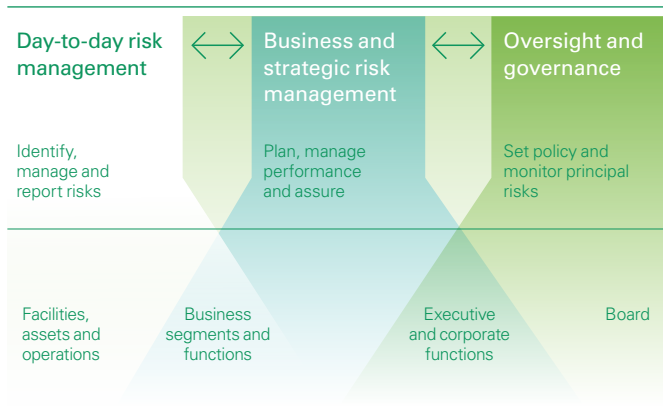 Day-to-day risk
management
Business and
strategic risk
management
Oversight and
governance
Identify,
manage and
report risks
Plan, manage
performance
and assure
Set policy and
monitor principal
risks
Facilities,
assets and
operations
Business
segments and
functions
Executive
and corporate
functions
Board